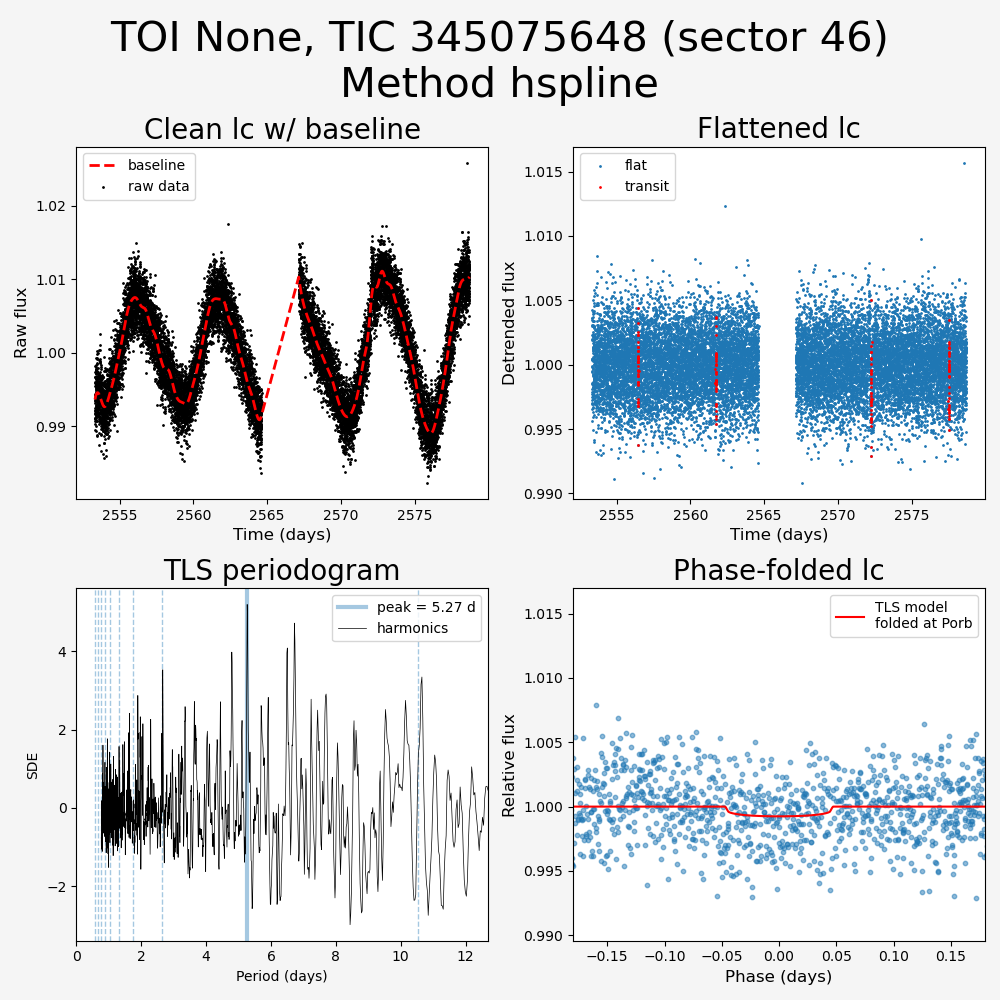 TOI None, TIC 345075648 (sector 46)
Method hspline
Clean lc w/ baseline
baseline
raw data
1.02
1.01
1.00
0.99
Raw flux
2555
2560
2565
2570
2575
Time (days)
Flattened lc
flat
transit
1.015
1.010
1.005
1.000
0.995
0.990
Detrended flux
2555
2560
2565
2570
2575
Time (days)
TLS periodogram
peak = 5.27 d
harmonics
4
2
0
−2
SDE
0
2
4
6
8
10
12
Period (days)
Phase-folded lc
TLS model
folded at Porb
1.015
1.010
1.005
1.000
0.995
0.990
Relative flux
−0.15
−0.10
−0.05
0.00
0.05
0.10
0.15
Phase (days)